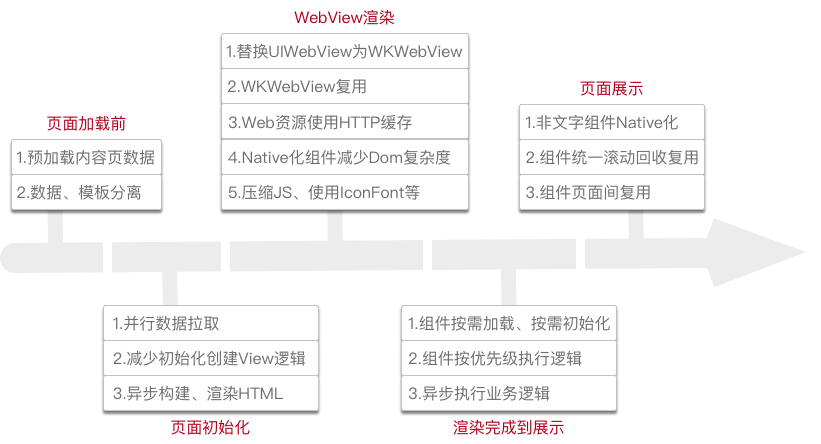 页面加载前
1.预加载内容页数据
2.数据、模板分离
页面初始化
1.并行数据拉取
2.减少初始化创建View逻辑
3.异步构建、渲染HTML
WebView渲染
1.替换UIWebView为WKWebView
2.WKWebView复用
3.Web资源使用HTTP缓存
4.Native化组件减少Dom复杂度
5.压缩JS、使用IconFont等
渲染完成到展示
1.组件按需加载、按需初始化
2.组件按优先级执行逻辑
3.异步执行业务逻辑
页面展示
1.非文字组件Native化
2.组件统一滚动回收复用
3.组件页面间复用